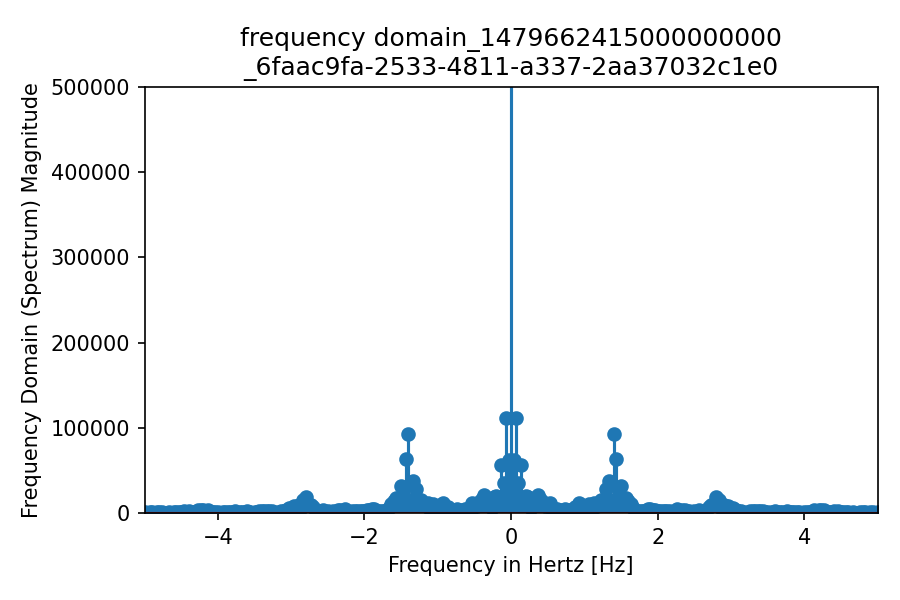 frequency domain_1479662415000000000
_6faac9fa-2533-4811-a337-2aa37032c1e0
Frequency Domain (Spectrum) Magnitude
500000
400000
300000
200000
100000
0
−4
−2
0
2
4
Frequency in Hertz [Hz]